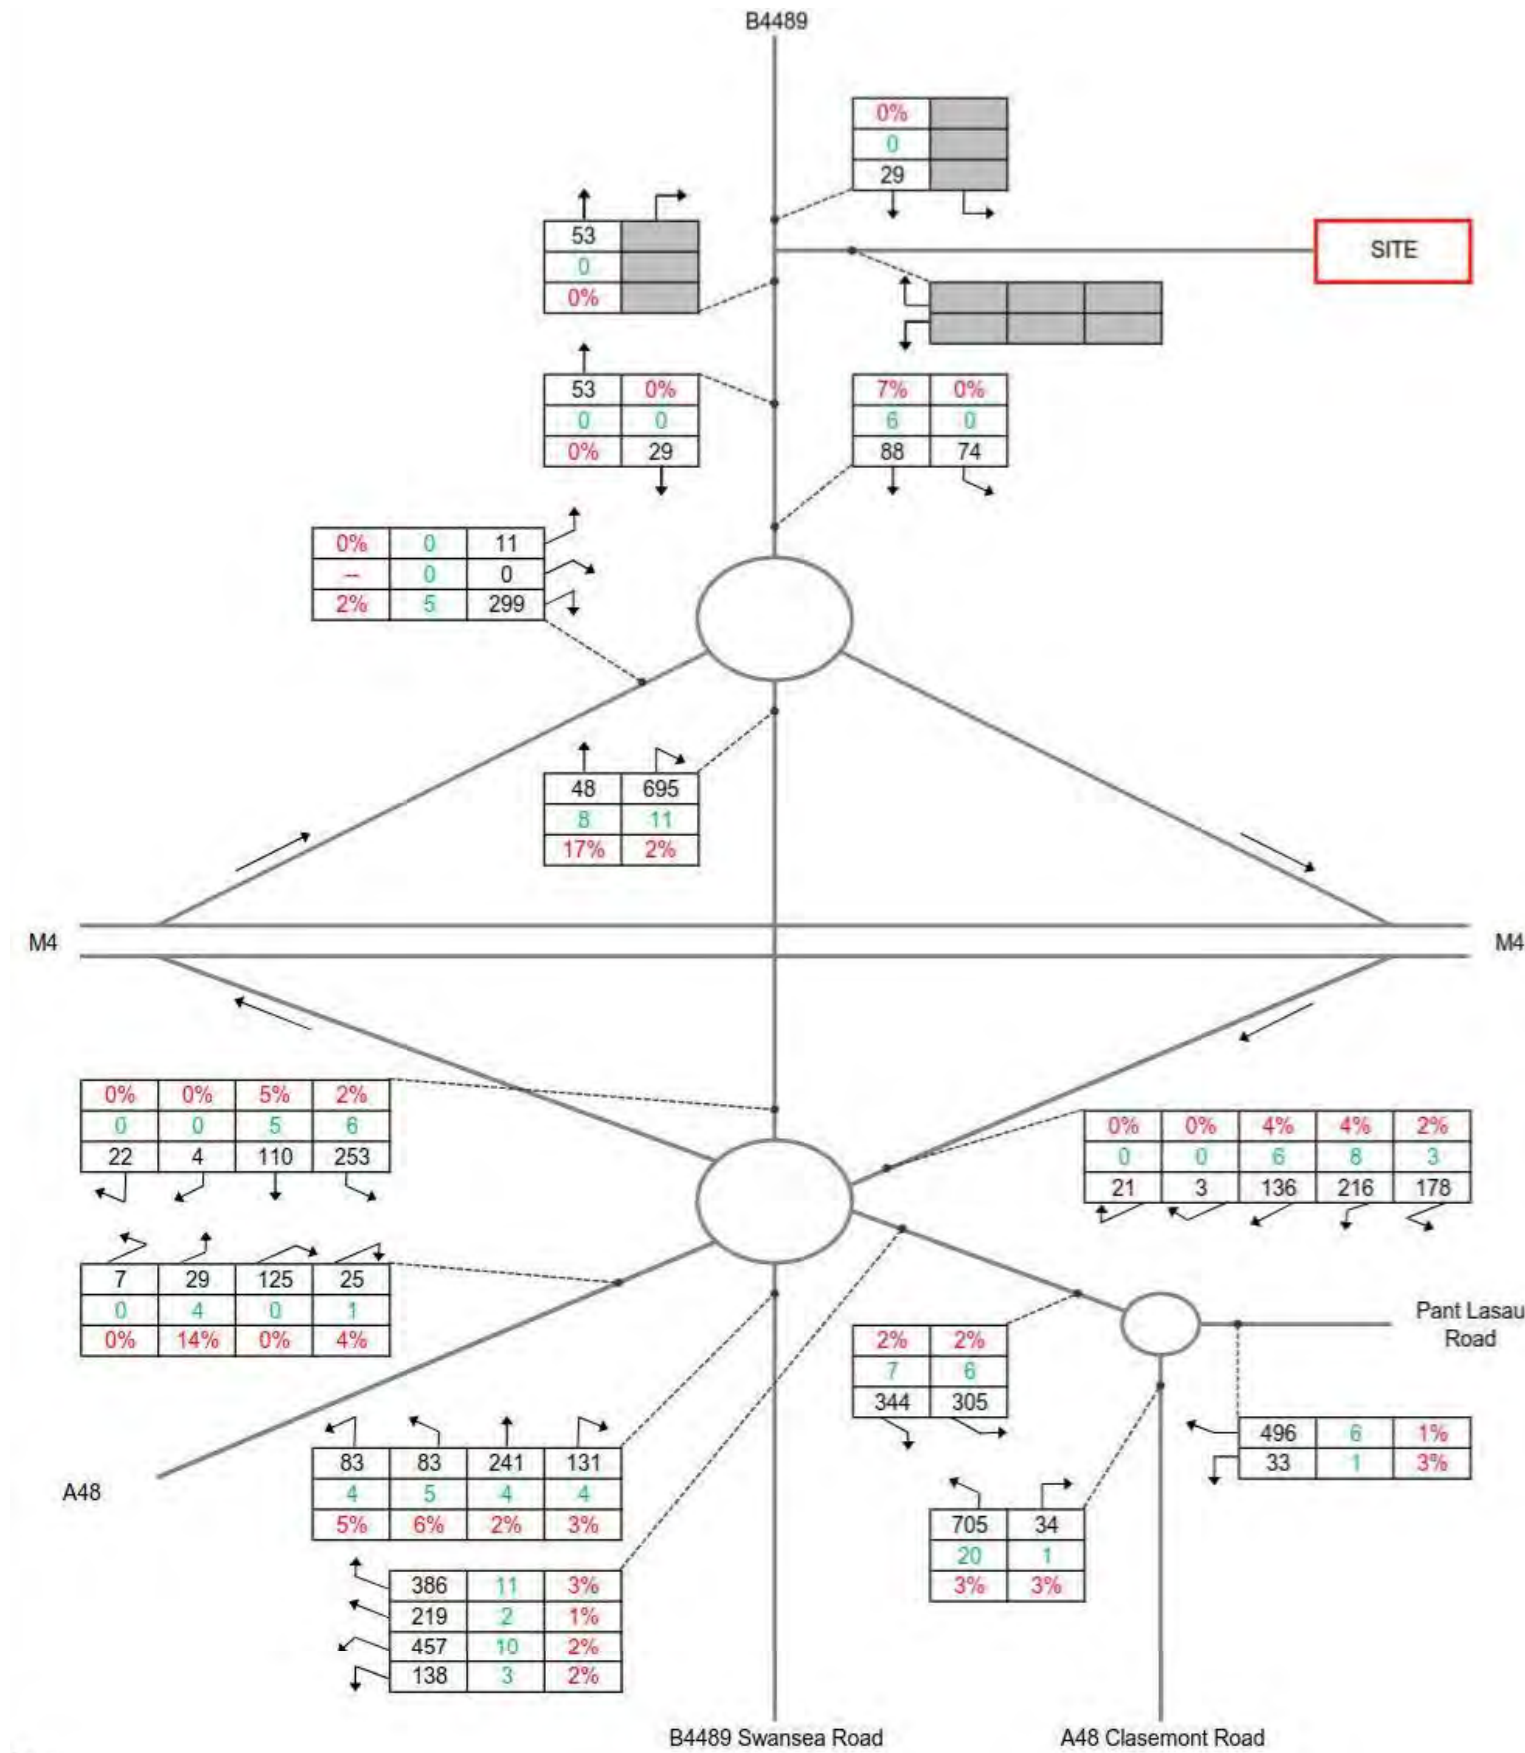 B4489
0%
0
29
53
0
0%
SITE
53 0%
0 0
0% 29
7% 0%
6 0
88 74
0% 0 11
-- 0 0
2% 5 299
48 695
8 11
17% 2%
M4
M4
0% 0% 5% 2%
0 0 5 6
22 4 110 253
0% 0% 4% 4% 2%
0 0 6 8 3
21 3 136 216 178
7 29 125 25
0 4 0 1
0% 14% 0% 4%
Pant Lasau
Road
2% 2%
7 6
344 305
496 6 1%
33 1 3%
A48
83 83 241 131
4 5 4 4
5% 6% 2% 3%
705 34
20 1
3% 3%
386 11 3%
219 2 1%
457 10 2%
138 3 2%
B4489 Swansea Road
A48 Clasemont Road